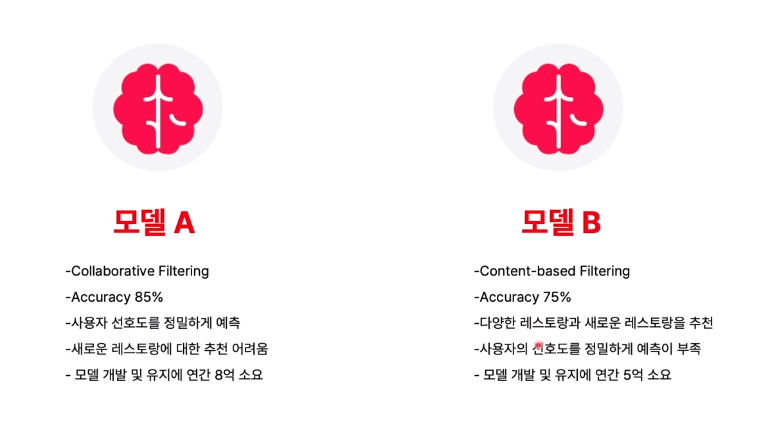 모델 A
-Collaborative Filtering
-Accuracy 85%
-사용자 선호도를 정밀하게 예측
-새로운 레스토랑에 대한 추천 어려움
- 모델 개발 및 유지에 연간 8억 소요
모델 B
-Content-based Filtering
-Accuracy 75%
-다양한 레스토랑과 새로운 레스토랑을 추천
-사용자의 선호도를 정밀하게 예측이 부족
- 모델 개발 및 유지에 연간 5억 소요